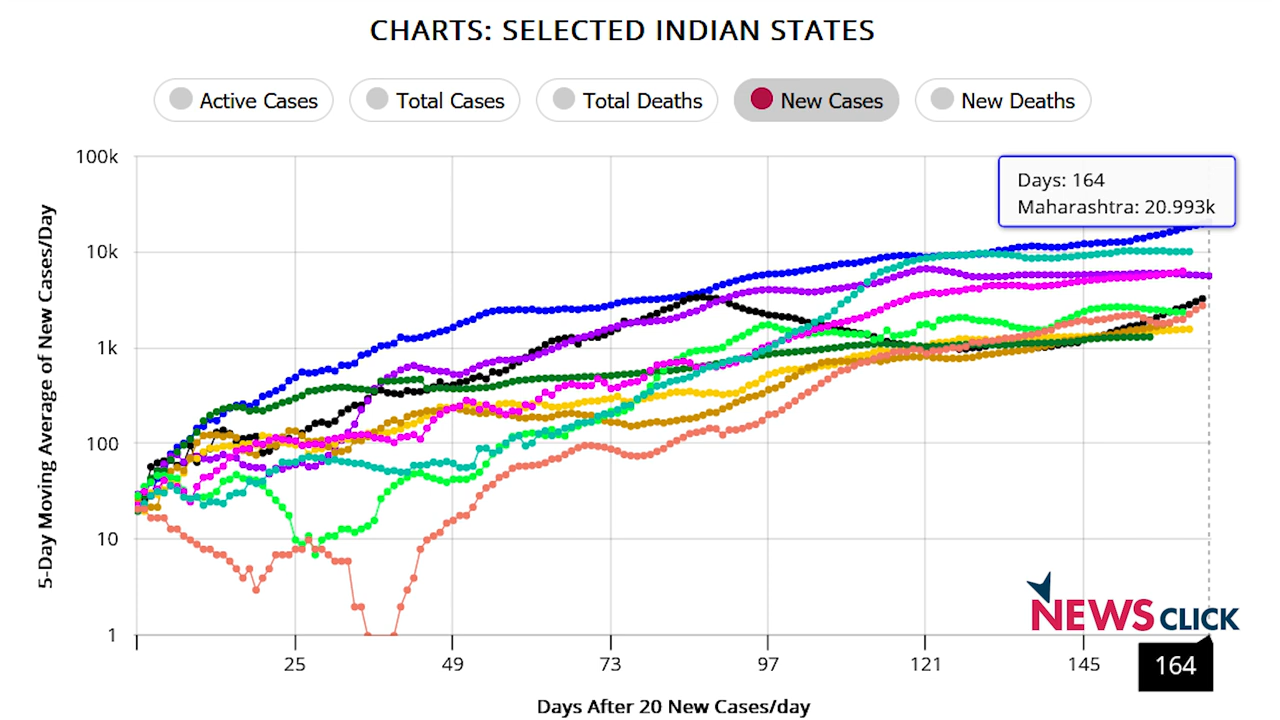 CHARTS: SELECTED INDIAN STATES
Active Cases
Total Cases
Total Deaths
New Cases
New Deaths
100k
10k
1k
100
10
1
5-Day Moving Average of New Cases/Day
Days: 164
Maharashtra: 20.993k
NEWSCLICK
25
49
73
97
121
145
164
Days After 20 New Cases/day